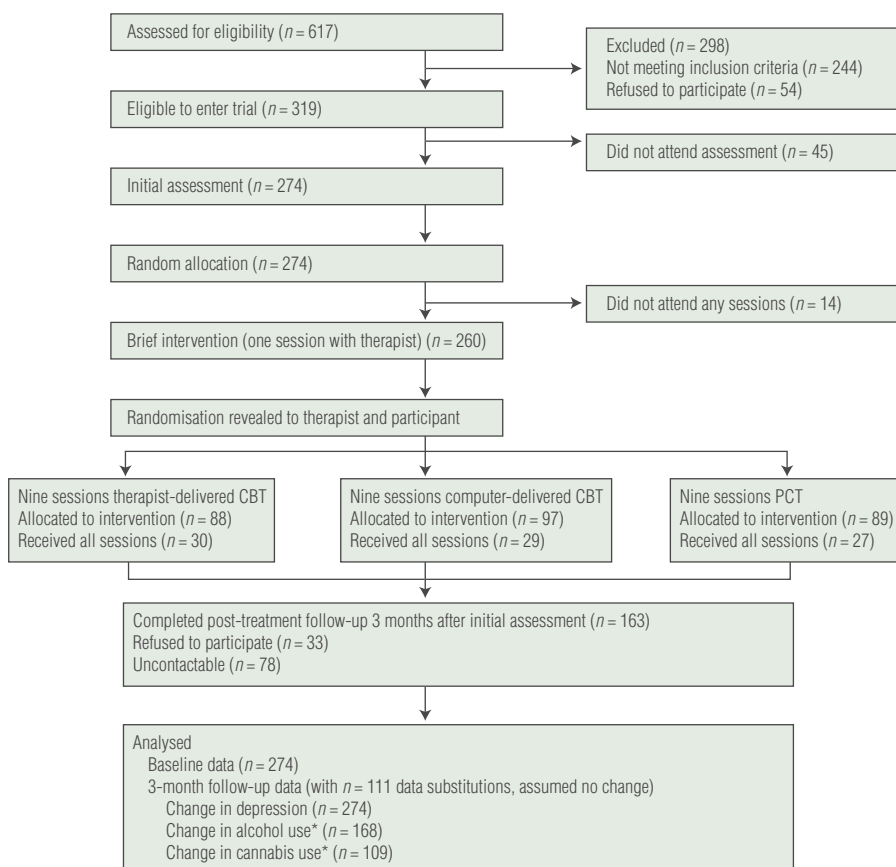 Assessed for eligibility (n = 617)
Excluded (n = 298)
Not meeting inclusion criteria (n = 244)
Refused to participate (n = 54)
Eligible to enter trial (n = 319)
Did not attend assessment (n = 45)
Initial assessment (n = 274)
Random allocation (n = 274)
Did not attend any sessions (n = 14)
Brief intervention (one session with therapist) (n = 260)
Randomisation revealed to therapist and participant
Nine sessions therapist-delivered CBT
Allocated to intervention (n = 88)
Received all sessions (n = 30)
Nine sessions computer-delivered CBT
Allocated to intervention (n = 97)
Received all sessions (n = 29)
Nine sessions PCT
Allocated to intervention (n = 89)
Received all sessions (n = 27)
Completed post-treatment follow-up 3 months after initial assessment (n = 163)
Refused to participate (n = 33)
Uncontactable (n = 78)
Analysed
Baseline data (n = 274)
3-month follow-up data (with n = 111 data substitutions, assumed no change)
Change in depression (n = 274)
Change in alcohol use* (n = 168)
Change in cannabis use* (n = 109)